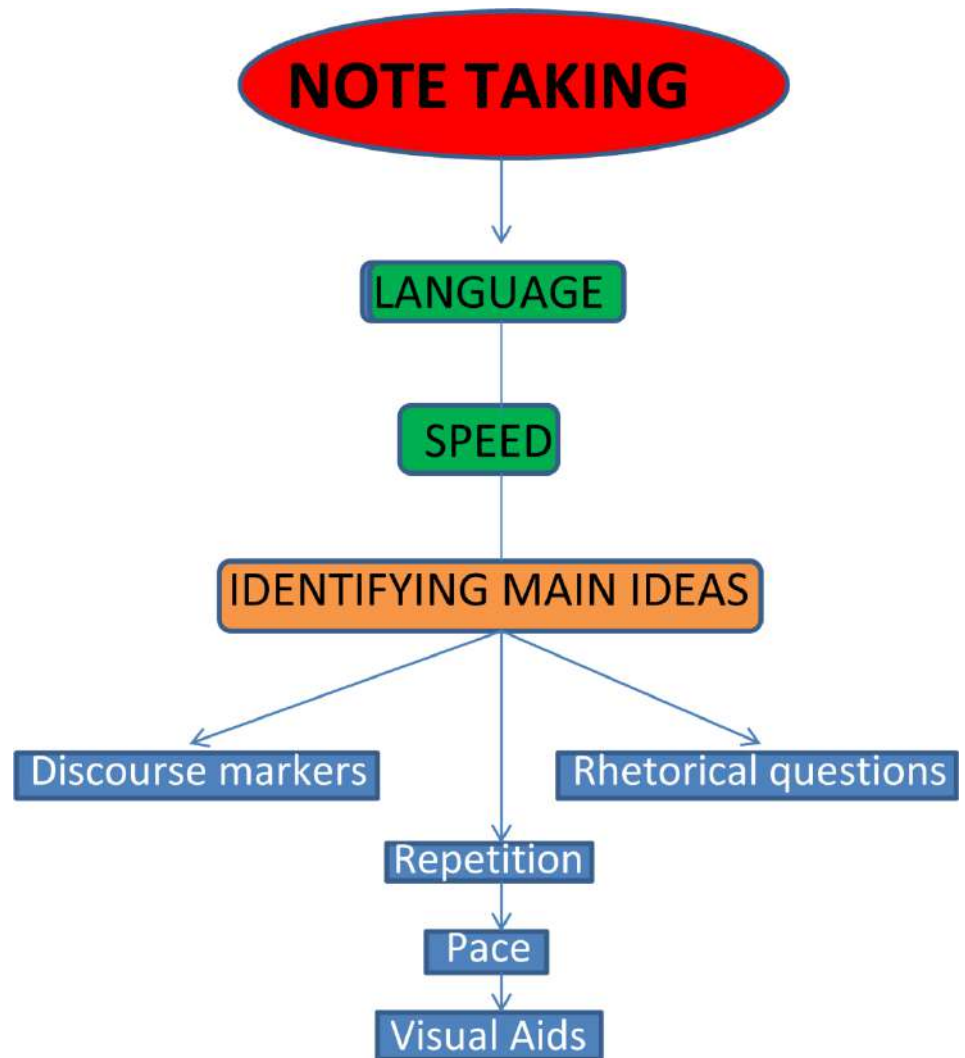 NOTE TAKING
LANGUAGE
SPEED
IDENTIFYING MAIN IDEAS
Discourse markers
Rhetorical questions
Repetition
Pace
Visual Aids